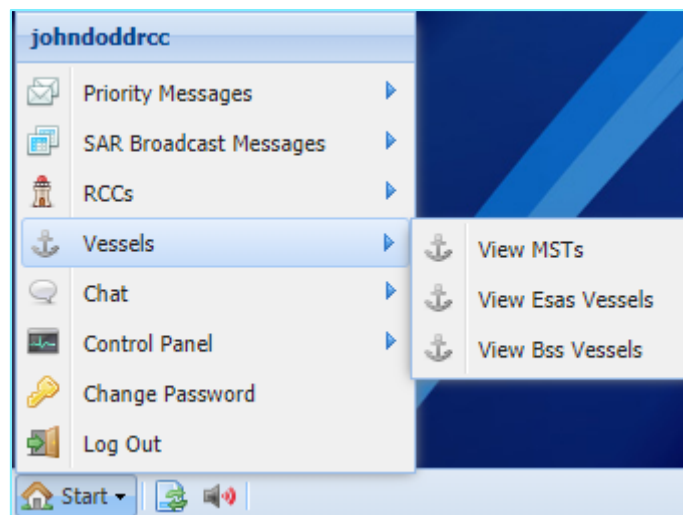 johndoddrcc
Priority Messages
SAR Broadcast Messages
RCCs
Vessels
View MSTs
Chat
View Esas Vessels
Control Panel
View Bss Vessels
Change Password
Log Out
Start